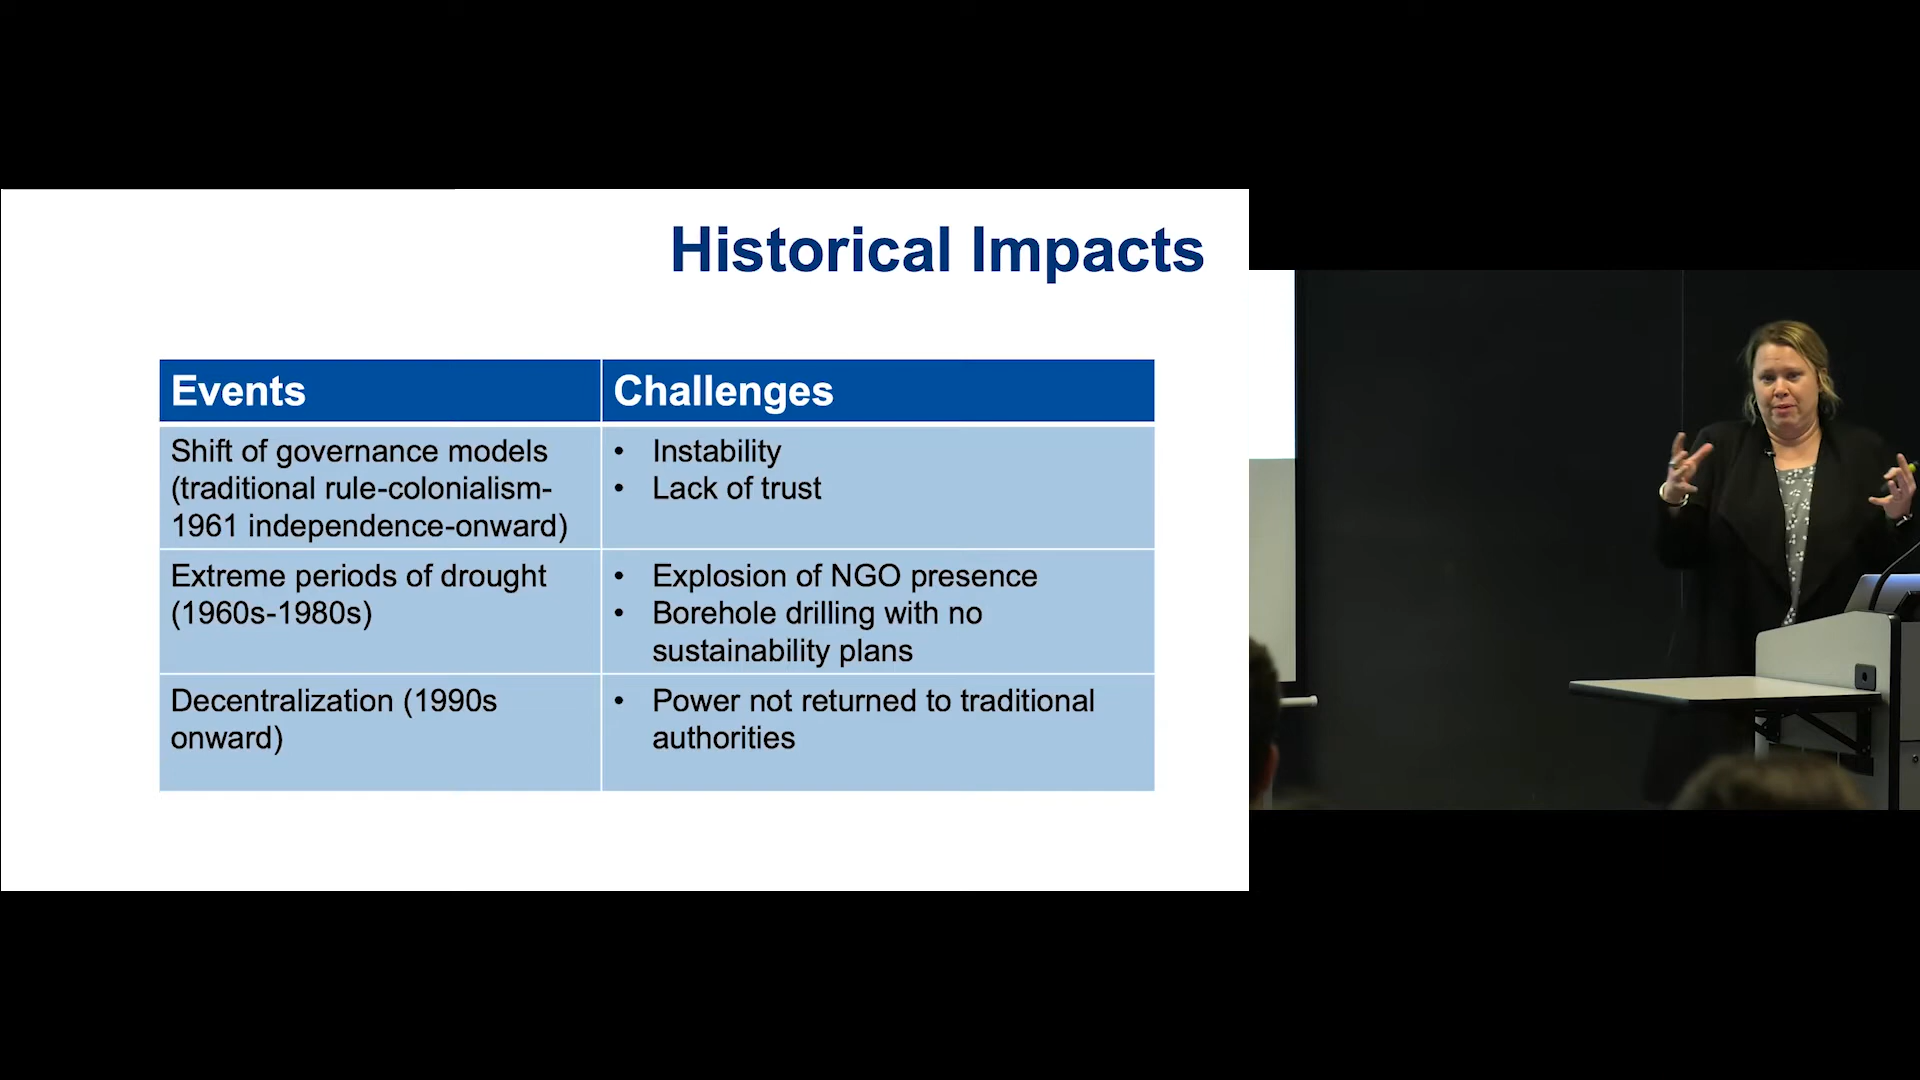 Historical Impacts
Events
Challenges
Shift of governance models
(traditional rule-colonialism-
1961 independence-onward)
• Instability
• Lack of trust
Extreme periods of drought
(1960s-1980s)
• Explosion of NGO presence
• Borehole drilling with no
sustainability plans
Decentralization (1990s
onward)
• Power not returned to traditional
authorities